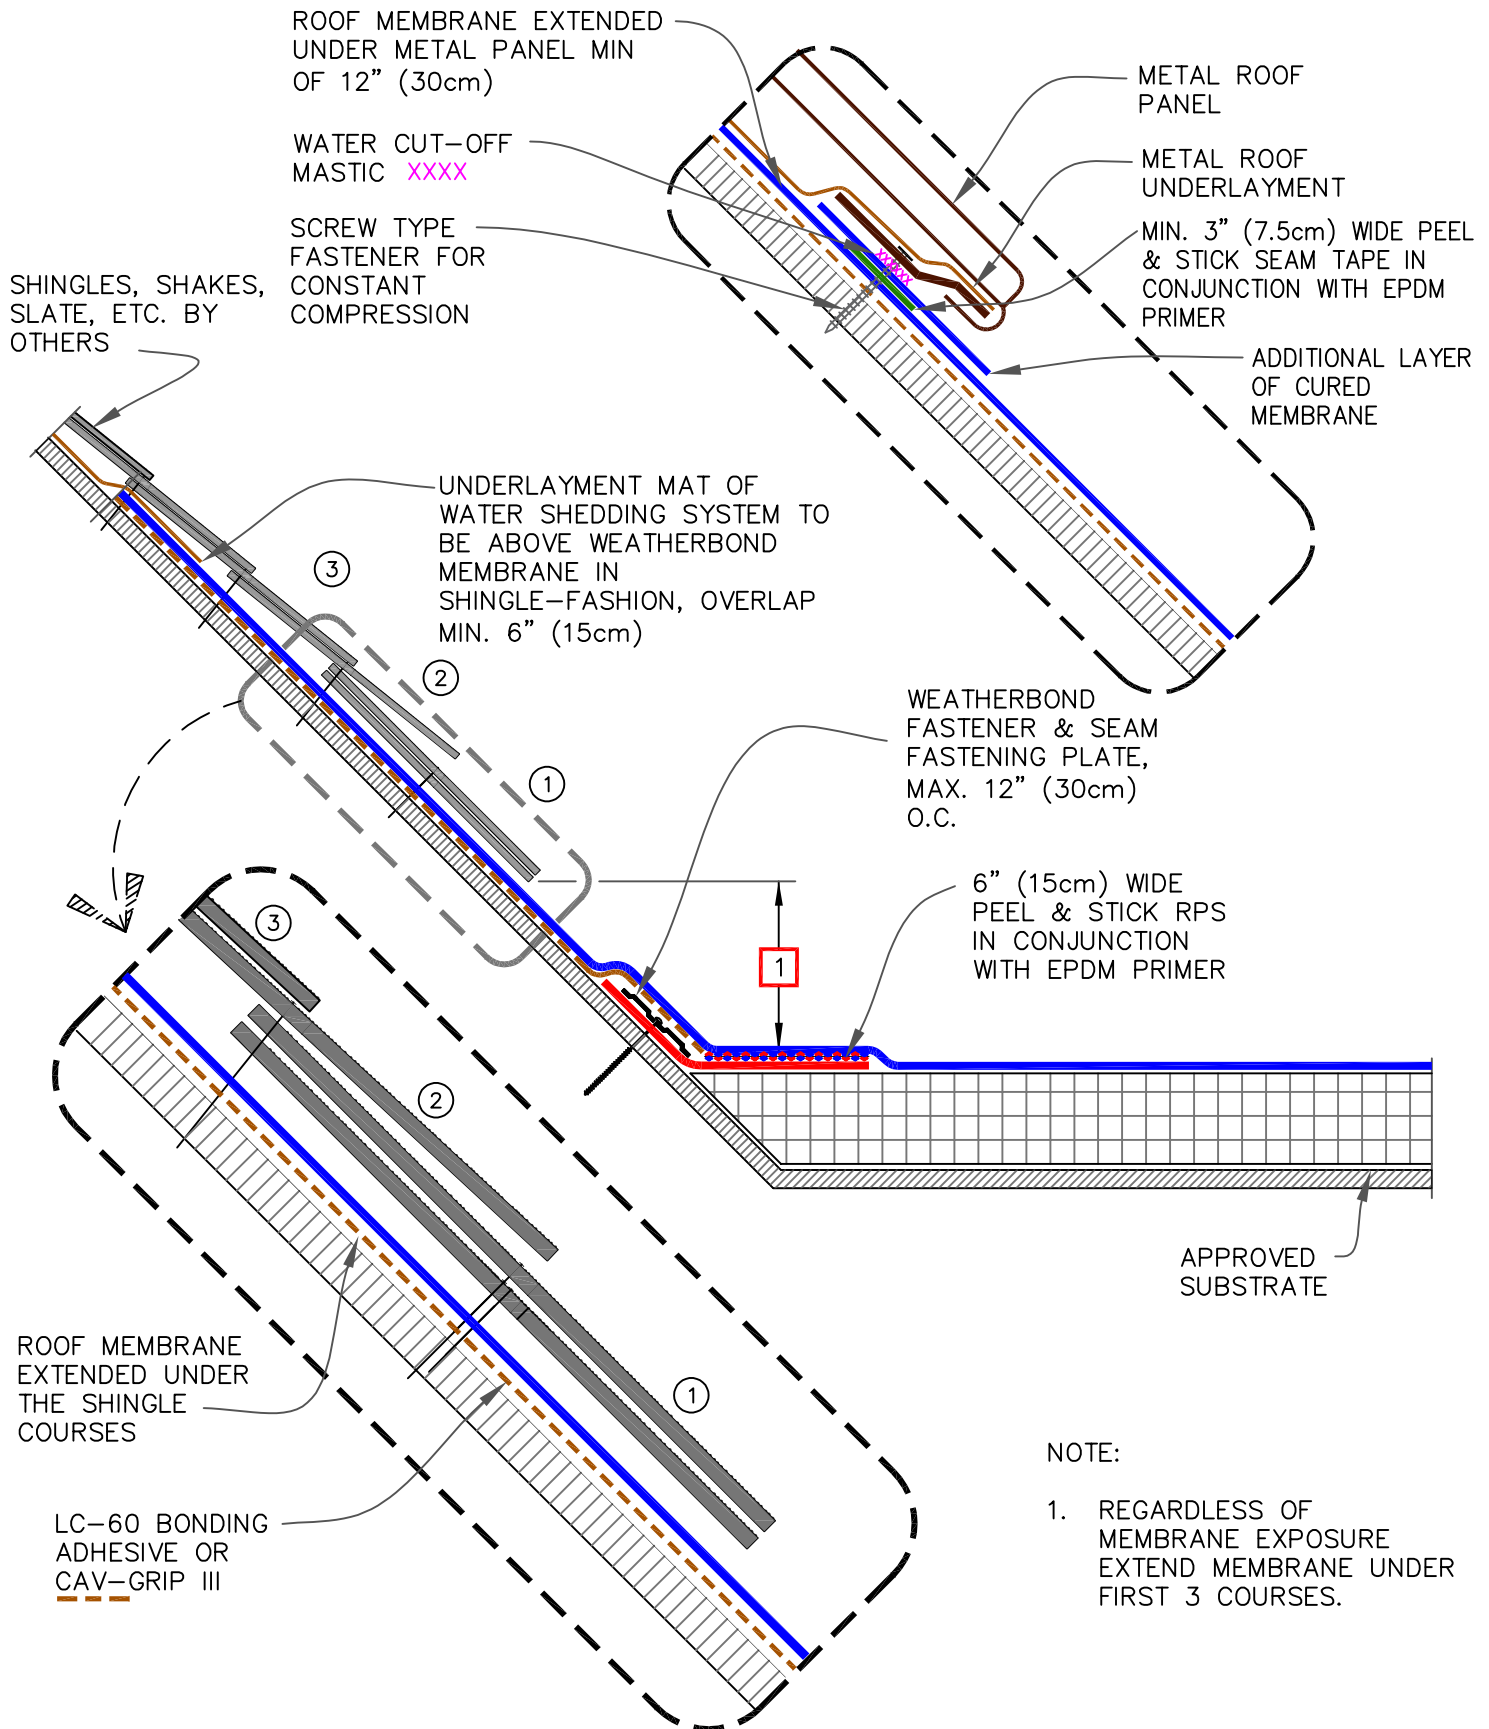 ROOF MEMBRANE EXTENDED
UNDER METAL PANEL MIN
OF 12” (30cm)
WATER CUT-OFF
MASTIC XXXX
SCREW TYPE
FASTENER FOR
CONSTANT
COMPRESSION
SHINGLES, SHAKES,
SLATE, ETC. BY
OTHERS
METAL ROOF
PANEL
METAL ROOF
UNDERLAYMENT
MIN. 3” (7.5cm) WIDE PEEL
& STICK SEAM TAPE IN
CONJUNCTION WITH EPDM
PRIMER
ADDITIONAL LAYER
OF CURED
MEMBRANE
XXXX
UNDERLAYMENT MAT OF
WATER SHEDDING SYSTEM TO
BE ABOVE WEATHERBOND
MEMBRANE IN
SHINGLE-FASHION, OVERLAP
MIN. 6” (15cm)
3
2
1
WEATHERBOND
FASTENER & SEAM
FASTENING PLATE,
MAX. 12” (30cm)
O.C.
6” (15cm) WIDE
PEEL & STICK RPS
IN CONJUNCTION
WITH EPDM PRIMER
1
3
2
1
APPROVED
SUBSTRATE
ROOF MEMBRANE
EXTENDED UNDER
THE SHINGLE
COURSES
LC-60 BONDING
ADHESIVE OR
CAV-GRIP III
NOTE:
1. REGARDLESS OF
MEMBRANE EXPOSURE
EXTEND MEMBRANE UNDER
FIRST 3 COURSES.